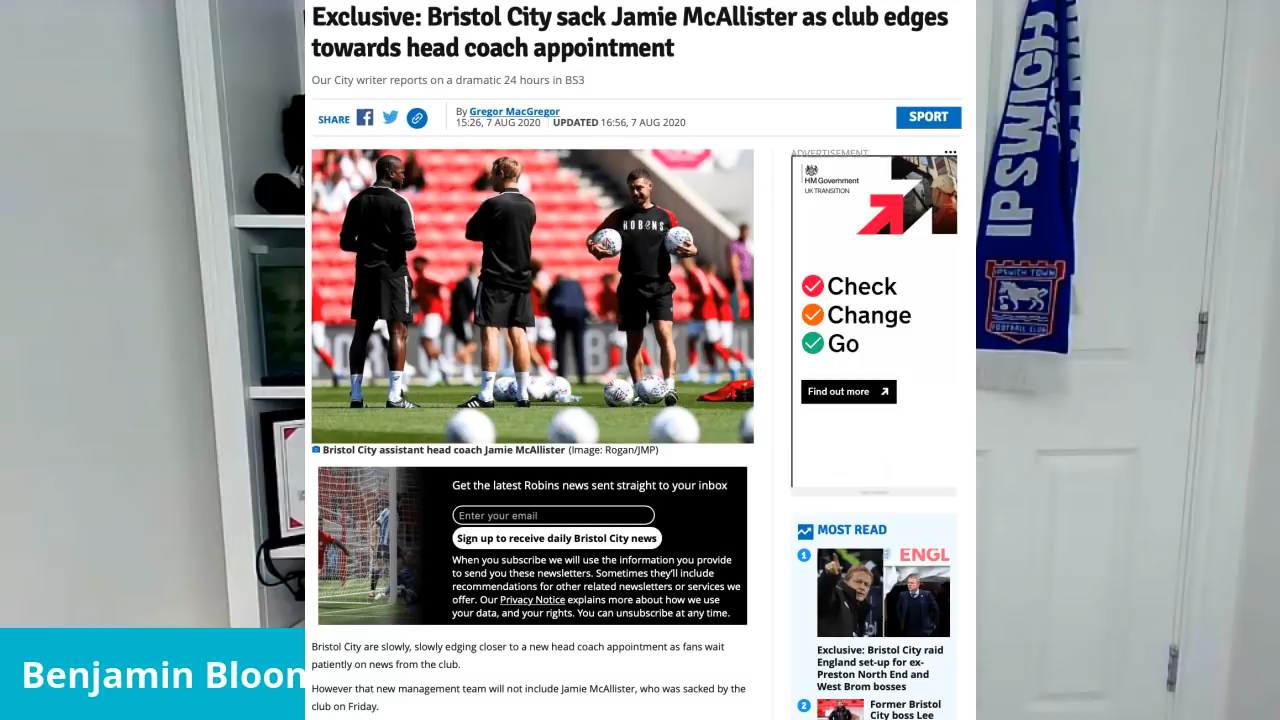 Exclusive: Bristol City sack Jamie McAllister as club edges
towards head coach appointment
Our City writer reports on a dramatic 24 hours in BS3
SHARE
By Gregor MacGregor
15:26, 7 AUG 2020 UPDATED 16:56, 7 AUG 2020
SPORT
ADVERTISEMENT
HM Government
UK TRANSITION
Check
Change
Go
Find out more
ROBINS
Bristol City assistant head coach Jamie McAllister (Image: Rogan/JMP)
Get the latest Robins news sent straight to your inbox
Enter your email
Sign up to receive daily Bristol City news
When you subscribe we will use the information you provide
to send you these newsletters. Sometimes they'll include
recommendations for other related newsletters or services we
offer. Our Privacy Notice explains more about how we use
your data, and your rights. You can unsubscribe at any time.
Bristol City are slowly, slowly edging closer to a new head coach appointment as fans wait
patiently on news from the club.
However that new management team will not include Jamie McAllister, who was sacked by the
club on Friday.
MOST READ
1
ENGL
Exclusive: Bristol City raid
England set-up for ex-
Preston North End and
West Brom bosses
2
Former Bristol
City boss Lee
IPSWICH
IPSWICH TOWN
FOOTBALL CLUB
Benjamin Bloom